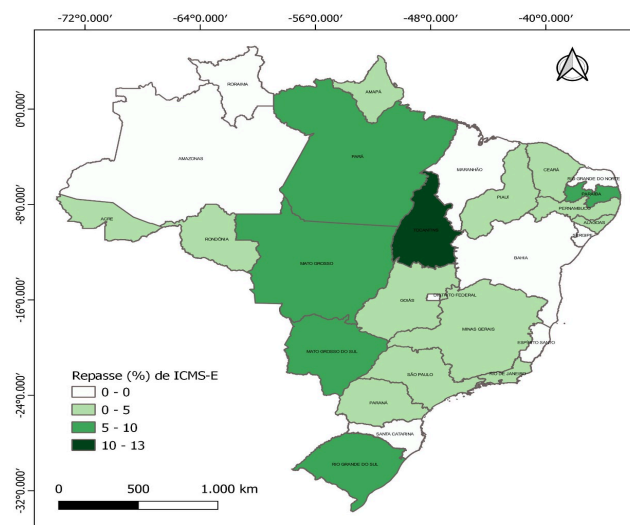 -72°0.000' -64°0.000' -56°0.000' -48°0.000' -40°0.000'
0°0.000'
-8°0.000'
-16°0.000'
-24°0.000'
-32°0.000'
RORAIMA
AMAPÁ
AMAZONAS
PARÁ
MARANHÃO
CEARÁ
RIO GRANDE DO NORTE
PARAÍBA
PIAUÍ
PERNAMBUCO
ALAGOAS
SERGIPE
ACRE
TOCANTINS
RONDÔNIA
BAHIA
MATO GROSSO
DISTRITO FEDERAL
GOIÁS
MINAS GERAIS
ESPÍRITO SANTO
MATO GROSSO DO SUL
SÃO PAULO
RIO DE JANEIRO
PARANÁ
SANTA CATARINA
RIO GRANDE DO SUL
Repasse (%) de ICMS-E
0 - 0
0 - 5
5 - 10
10 - 13
0 500 1.000 km